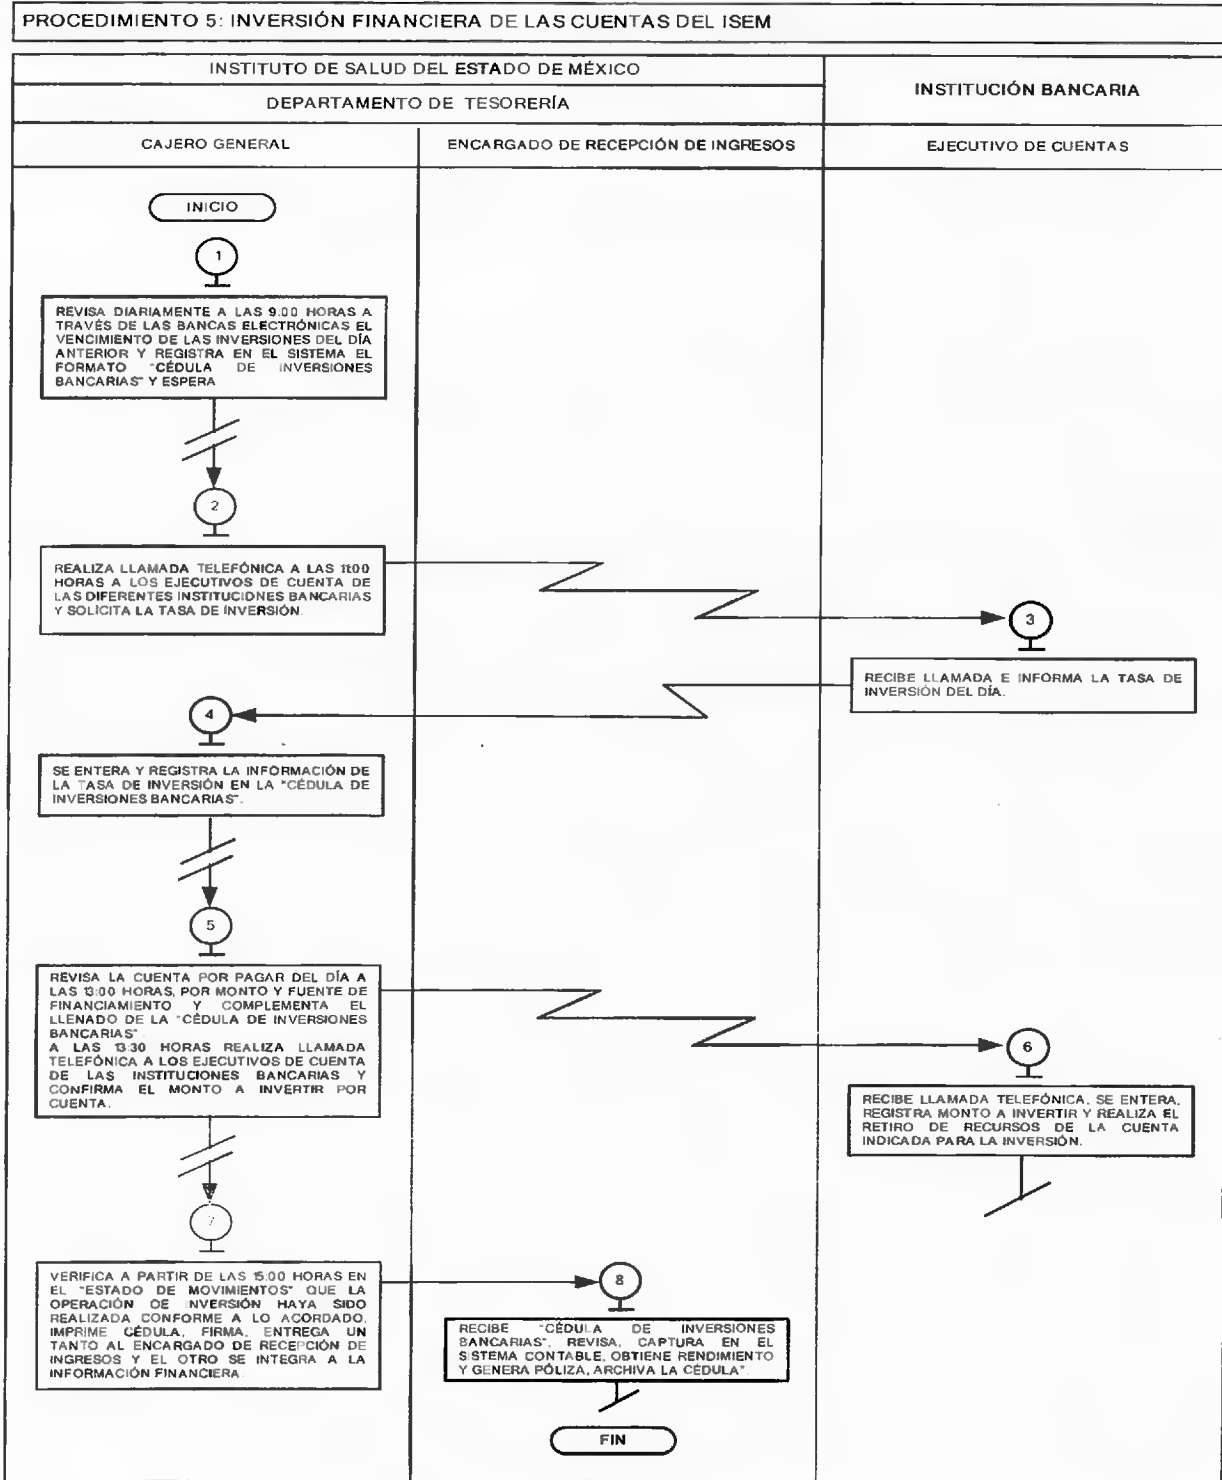 PROCEDIMIENTO 5: INVERSIÓN FINANCIERA DE LAS CUENTAS DEL ISEM
INSTITUTO DE SALUD DEL ESTADO DE MÉXICO
INSTITUCIÓN BANCARIA
DEPARTAMENTO DE TESORERÍA
CAJERO GENERAL
ENCARGADO DE RECEPCIÓN DE INGRESOS
EJECUTIVO DE CUENTAS
INICIO
1
REVISA DIARIAMENTE A LAS 9:00 HORAS A
TRAVÉS DE LAS BANCAS ELECTRÓNICAS EL
VENCIMIENTO DE LAS INVERSIONES DEL DÍA
ANTERIOR Y REGISTRA EN EL SISTEMA EL
FORMATO "CÉDULA DE INVERSIONES
BANCARIAS" Y ESPERA
2
REALIZA LLAMADA TELEFÓNICA A LAS 11:00
HORAS A LOS EJECUTIVOS DE CUENTA DE
LAS DIFERENTES INSTITUCIONES BANCARIAS
Y SOLICITA LA TASA DE INVERSIÓN.
3
RECIBE LLAMADA E INFORMA LA TASA DE
INVERSIÓN DEL DÍA.
4
SE ENTERA Y REGISTRA LA INFORMACIÓN DE
LA TASA DE INVERSIÓN EN LA "CÉDULA DE
INVERSIONES BANCARIAS".
5
REVISA LA CUENTA POR PAGAR DEL DÍA A
LAS 13:00 HORAS, POR MONTO Y FUENTE DE
FINANCIAMIENTO Y COMPLEMENTA EL
LLENADO DE LA "CÉDULA DE INVERSIONES
BANCARIAS".
A LAS 13:30 HORAS REALIZA LLAMADA
TELEFÓNICA A LOS EJECUTIVOS DE CUENTA
DE LAS INSTITUCIONES BANCARIAS Y
CONFIRMA EL MONTO A INVERTIR POR
CUENTA.
6
RECIBE LLAMADA TELEFÓNICA, SE ENTERA,
REGISTRA MONTO A INVERTIR Y REALIZA EL
RETIRO DE RECURSOS DE LA CUENTA
INDICADA PARA LA INVERSIÓN.
7
VERIFICA A PARTIR DE LAS 15:00 HORAS EN
EL "ESTADO DE MOVIMIENTOS" QUE LA
OPERACIÓN DE INVERSIÓN HAYA SIDO
REALIZADA CONFORME A LO ACORDADO,
IMPRIME CÉDULA, FIRMA, ENTREGA UN
TANTO AL ENCARGADO DE RECEPCIÓN DE
INGRESOS Y EL OTRO SE INTEGRA A LA
INFORMACIÓN FINANCIERA.
8
RECIBE "CÉDULA DE INVERSIONES
BANCARIAS", REVISA, CAPTURA EN EL
SISTEMA CONTABLE, OBTIENE RENDIMIENTO
Y GENERA PÓLIZA, ARCHIVA LA CÉDULA".
FIN